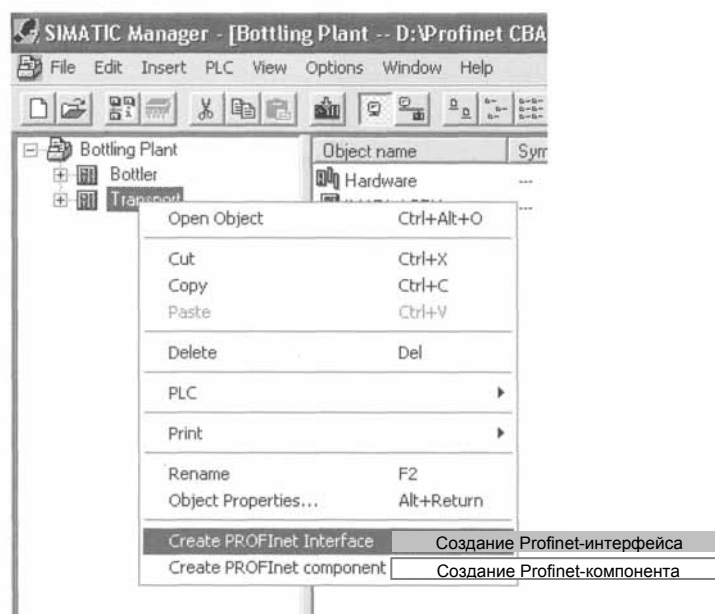 SIMATIC Manager - [Bottling Plant -- D:\Profinet CBA
File Edit Insert PLC View Options Window Help
Bottling Plant
Object name Sym
Bottler
Hardware ---
Transport
---
Open Object Ctrl+Alt+O
Cut Ctrl+X
Copy Ctrl+C
Paste Ctrl+V
Delete Del
PLC
Print
Rename F2
Object Properties... Alt+Return
Create PROFInet Interface Создание Profinet-интерфейса
Create PROFInet component Создание Profinet-компонента